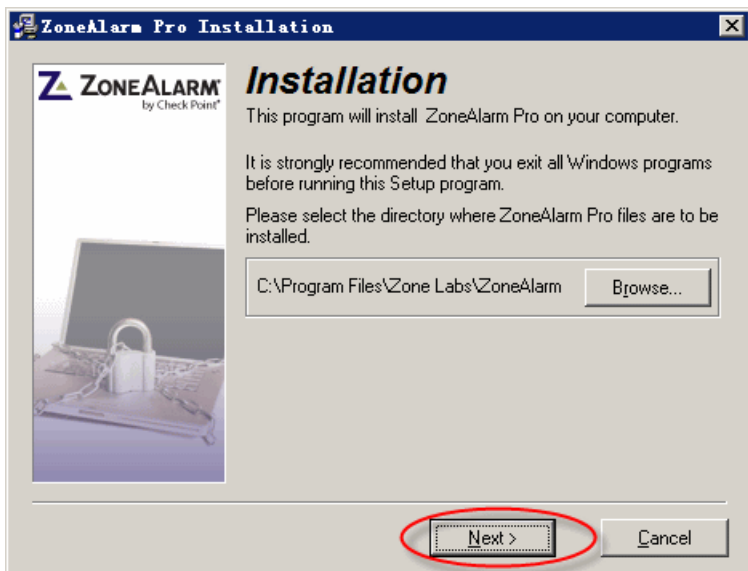 ZoneAlarm Pro Installation
ZONEALARM
by Check Point
Installation
This program will install ZoneAlarm Pro on your computer.
It is strongly recommended that you exit all Windows programs
before running this Setup program.
Please select the directory where ZoneAlarm Pro files are to be
installed.
C:\Program Files\Zone Labs\ZoneAlarm
Browse...
Next >
Cancel